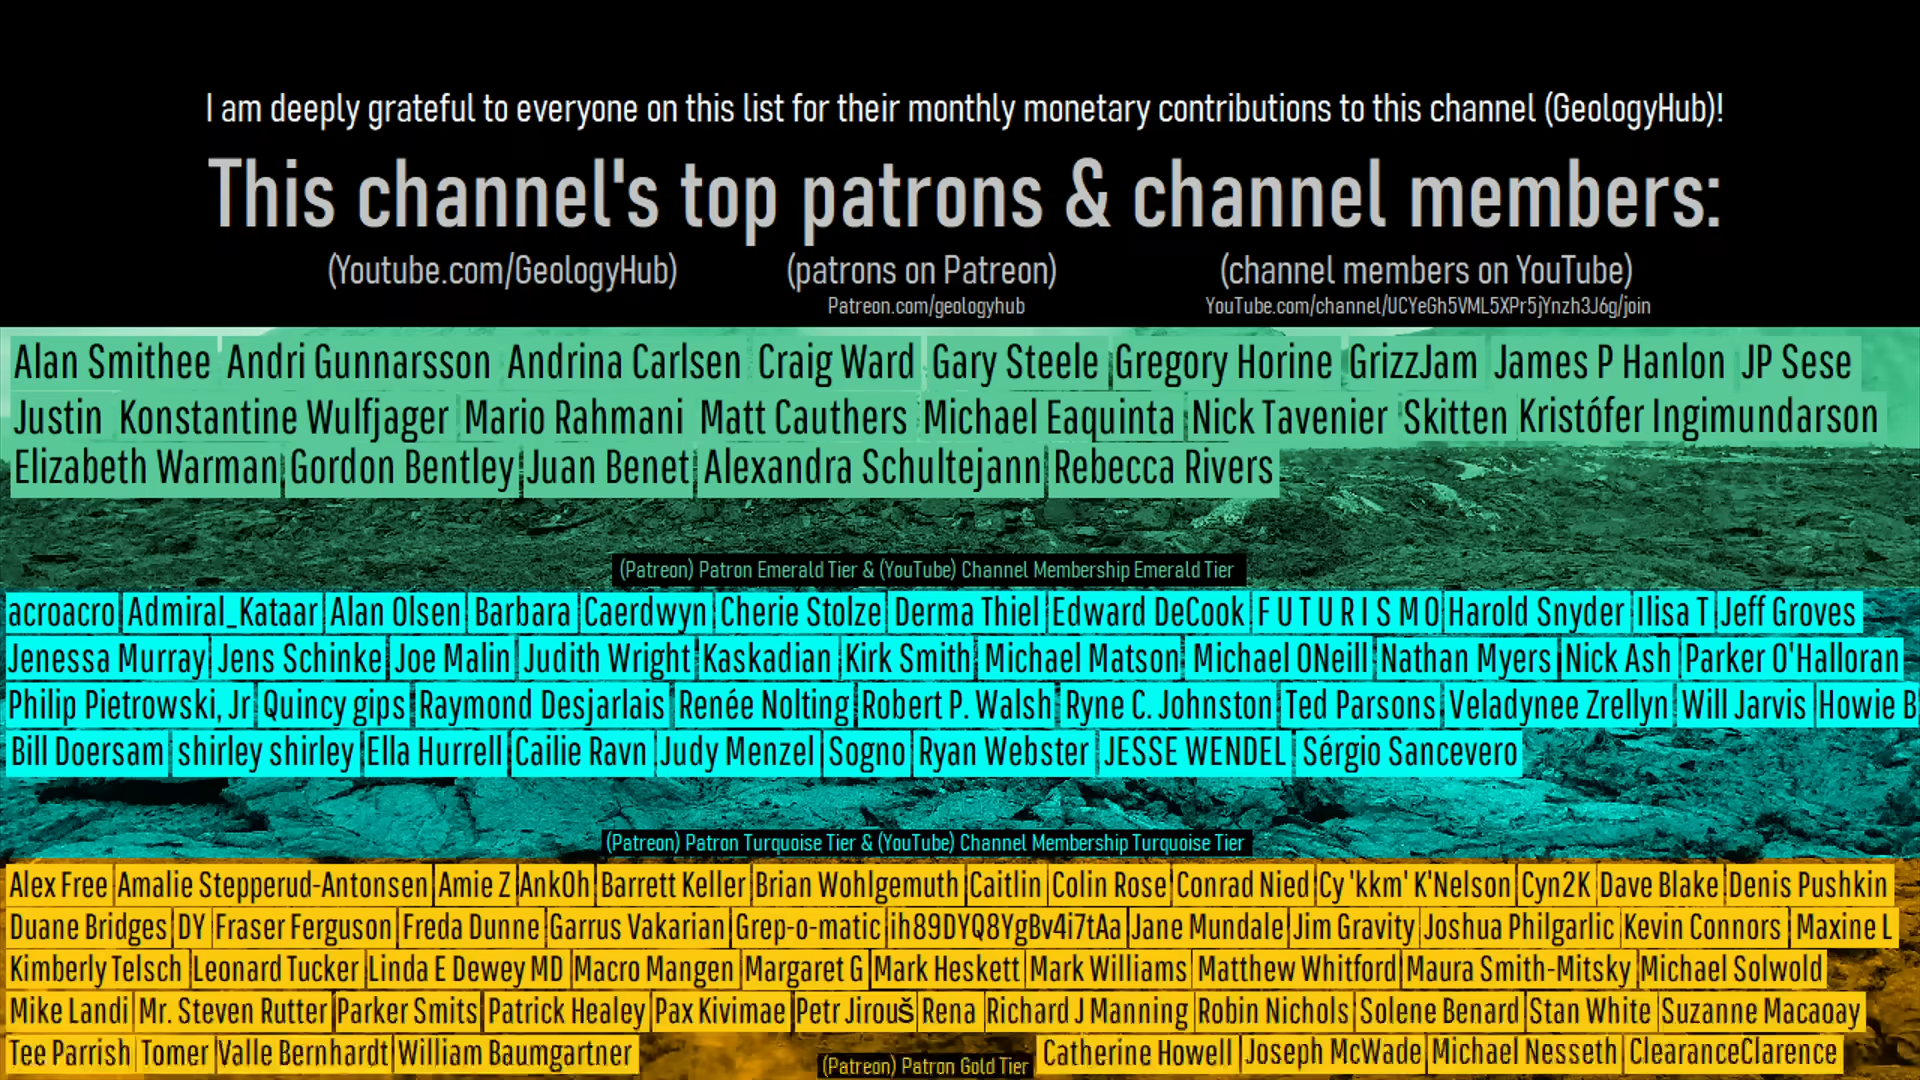 I am deeply grateful to everyone on this list for their monthly monetary contributions to this channel (GeologyHub)!
This channel's top patrons & channel members:
(Youtube.com/GeologyHub) (patrons on Patreon) (channel members on YouTube)
Patreon.com/geologyhub YouTube.com/channel/UCYeGh5VML5XPr5jYnzh3J6g/join
Alan Smithee Andri Gunnarsson Andrina Carlsen Craig Ward Gary Steele Gregory Horine GrizzJam James P Hanlon JP Sese
Justin Konstantine Wulfjager Mario Rahmani Matt Cauthers Michael Eaquinta Nick Tavenier Skitten Kristófer Ingimundarson
Elizabeth Warman Gordon Bentley Juan Benet Alexandra Schultejann Rebecca Rivers
(Patreon) Patron Emerald Tier & (YouTube) Channel Membership Emerald Tier
acroacro Admiral_Kataar Alan Olsen Barbara Caerdwyn Cherie Stolze Derma Thiel Edward DeCook F U T U R I S M O Harold Snyder Ilisa T Jeff Groves
Jenessa Murray Jens Schinke Joe Malin Judith Wright Kaskadian Kirk Smith Michael Matson Michael ONeill Nathan Myers Nick Ash Parker O'Halloran
Philip Pietrowski, Jr Quincy gips Raymond Desjarlais Renée Nolting Robert P. Walsh Ryne C. Johnston Ted Parsons Veladynee Zrellyn Will Jarvis Howie B
Bill Doersam shirley shirley Ella Hurrell Cailie Ravn Judy Menzel Sogno Ryan Webster JESSE WENDEL Sérgio Sancevero
(Patreon) Patron Turquoise Tier & (YouTube) Channel Membership Turquoise Tier
Alex Free Amalie Stepperud-Antonsen Amie Z AnkOh Barrett Keller Brian Wohlgemuth Caitlin Colin Rose Conrad Nied Cy 'kkm' K'Nelson Cyn2K Dave Blake Denis Pushkin
Duane Bridges DY Fraser Ferguson Freda Dunne Garrus Vakarian Grep-o-matic ih89DYQ8YgBv4i7tAa Jane Mundale Jim Gravity Joshua Philgarlic Kevin Connors Maxine L
Kimberly Telsch Leonard Tucker Linda E Dewey MD Macro Mangen Margaret G Mark Heskett Mark Williams Matthew Whitford Maura Smith-Mitsky Michael Solwold
Mike Landi Mr. Steven Rutter Parker Smits Patrick Healey Pax Kivimae Petr Jirouš Rena Richard J Manning Robin Nichols Solene Benard Stan White Suzanne Macaoay
Tee Parrish Tomer Valle Bernhardt William Baumgartner Catherine Howell Joseph McWade Michael Nesseth ClearanceClarence
(Patreon) Patron Gold Tier